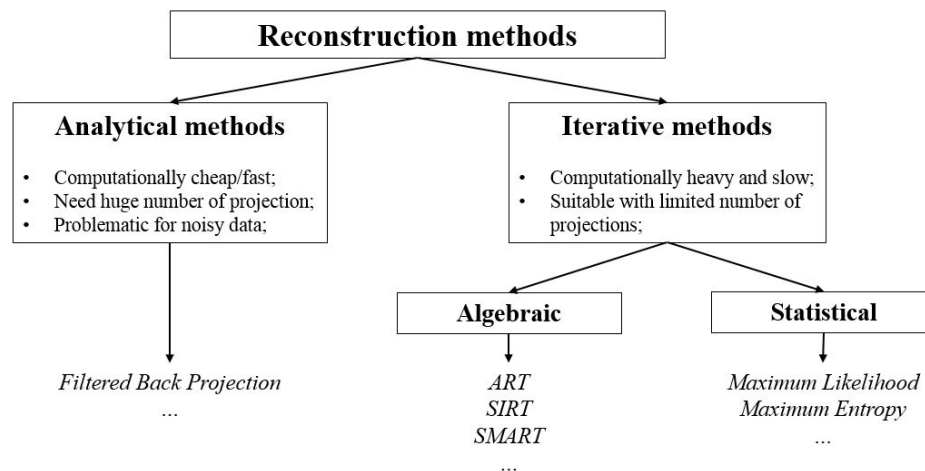 Reconstruction methods
Analytical methods
• Computationally cheap/fast;
• Need huge number of projection;
• Problematic for noisy data;
Iterative methods
• Computationally heavy and slow;
• Suitable with limited number of
projections;
Algebraic
Statistical
Filtered Back Projection
...
ART
SIRT
SMART
...
Maximum Likelihood
Maximum Entropy
...